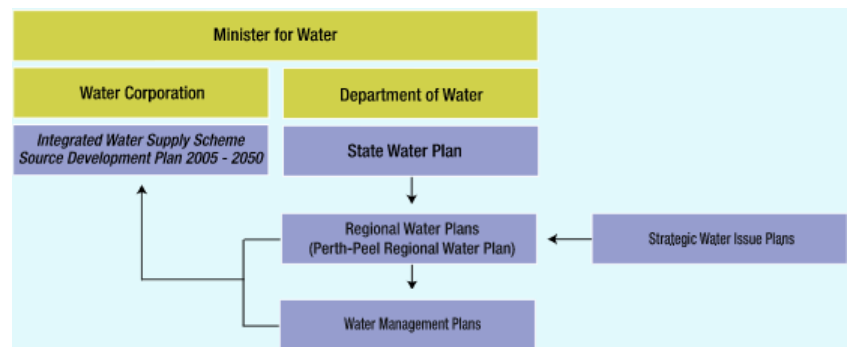 Minister for Water
Water Corporation
Department of Water
Integrated Water Supply Scheme
Source Development Plan 2005 - 2050
State Water Plan
Regional Water Plans
(Perth-Peel Regional Water Plan)
Strategic Water Issue Plans
Water Management Plans